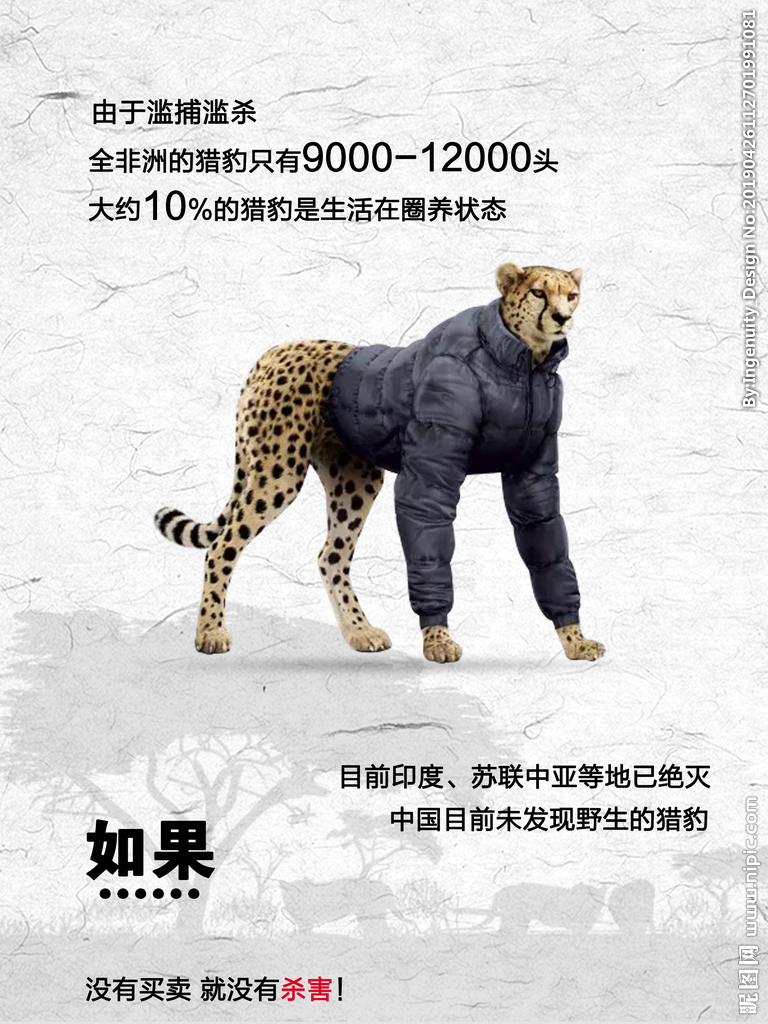 由于滥捕滥杀
全非洲的猎豹只有9000-12000头
大约10%的猎豹是生活在圈养状态
目前印度、苏联中亚等地已绝灭
中国目前未发现野生的猎豹
如果
······
没有买卖 就没有杀害!
By:Ingenuity Design No.20190426112701991081
昵图网 www.nipic.com